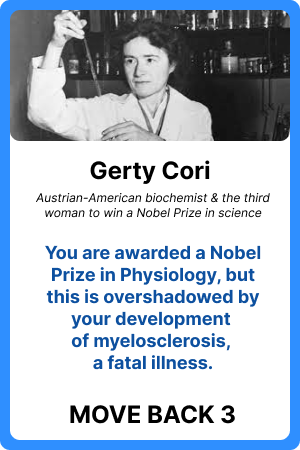 Gerty Cori
Austrian-American biochemist & the third
woman to win a Nobel Prize in science
You are awarded a Nobel
Prize in Physiology, but
this is overshadowed by
your development
of myelosclerosis,
a fatal illness.
MOVE BACK 3